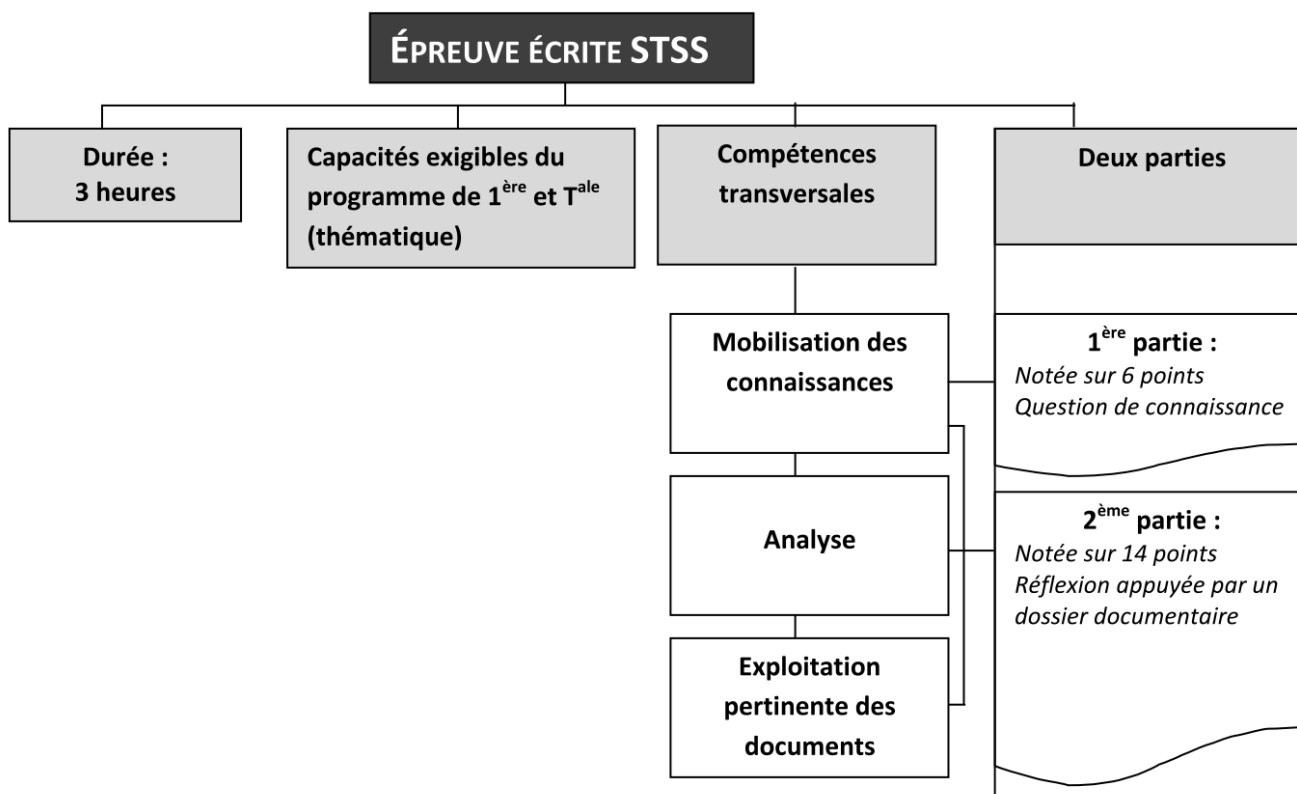 ÉPREUVE ÉCRITE STSS
Durée :
3 heures
Capacités exigibles du
programme de 1ère et Tale
(thématique)
Compétences
transversales
Deux parties
Mobilisation des
connaissances
Analyse
Exploitation
pertinente des
documents
1ère partie :
Notée sur 6 points
Question de connaissance
2ème partie :
Notée sur 14 points
Réflexion appuyée par un
dossier documentaire